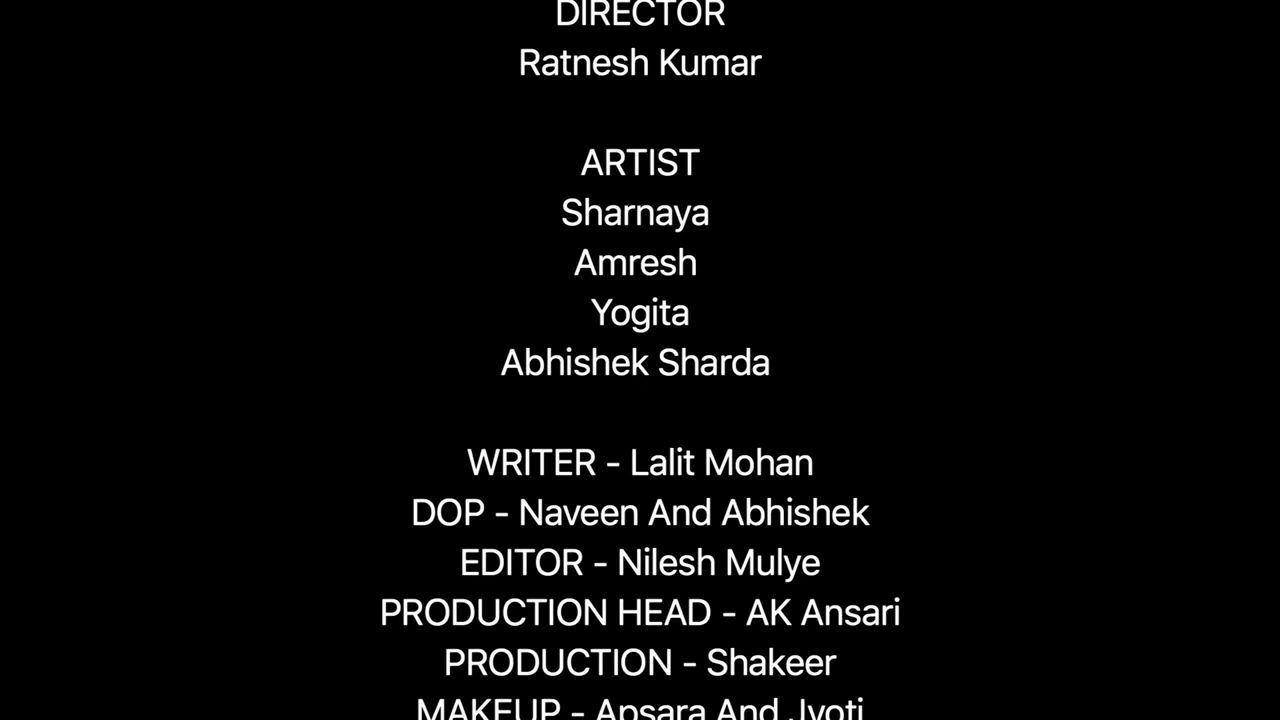 DIRECTOR
Ratnesh Kumar
ARTIST
Sharnaya
Amresh
Yogita
Abhishek Sharda
WRITER - Lalit Mohan
DOP - Naveen And Abhishek
EDITOR - Nilesh Mulye
PRODUCTION HEAD - AK Ansari
PRODUCTION - Shakeer
MAKEUP - Apsara And Jyoti